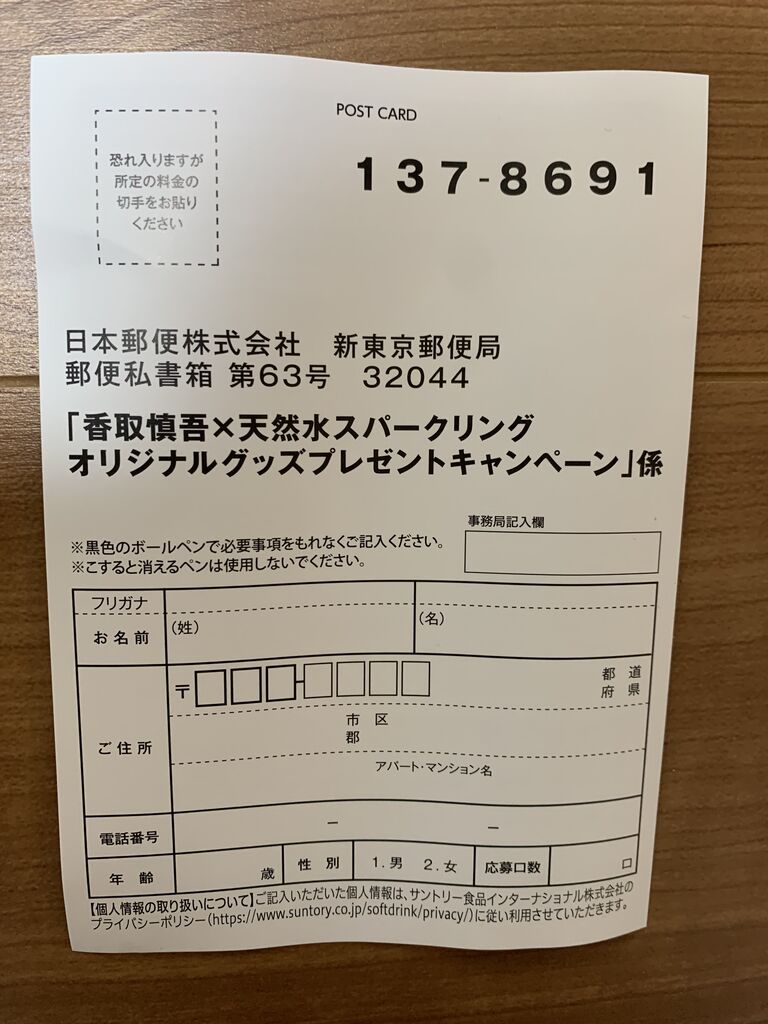 POST CARD
恐れ入りますが
所定の料金の
切手をお貼り
ください
137-8691
日本郵便株式会社 新東京郵便局
郵便私書箱 第63号 32044
「香取慎吾×天然水スパークリング
オリジナルグッズプレゼントキャンペーン」係
事務局記入欄
※黒色のボールペンで必要事項をもれなくご記入ください。
※こすると消えるペンは使用しないでください。
フリガナ
お名前 (姓) (名)
〒 都 道
府 県
ご住所
市 区
郡
アパート・マンション名
電話番号 − −
年 齢 歳 性 別 1.男 2.女 応募口数 口
【個人情報の取り扱いについて】ご記入いただいた個人情報は、サントリー食品インターナショナル株式会社の
プライバシーポリシー(https://www.suntory.co.jp/softdrink/privacy/)に従い利用させていただきます。